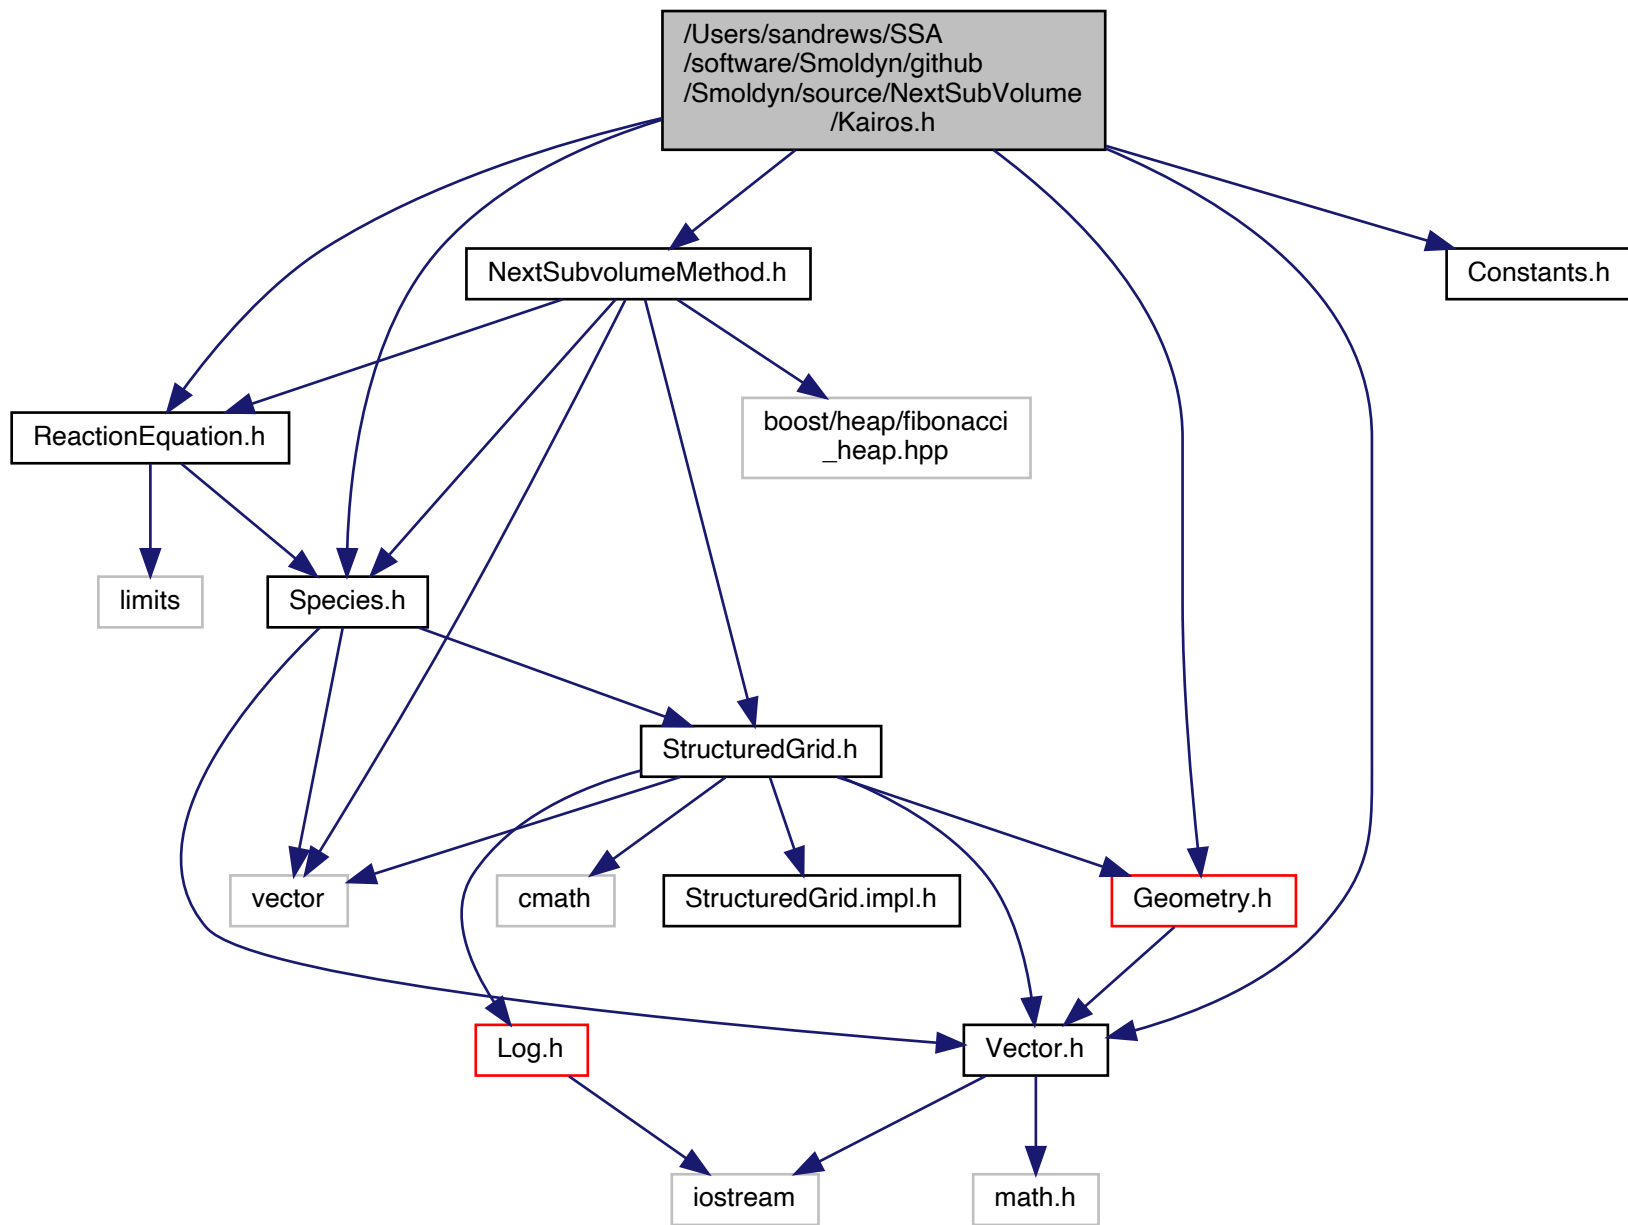 /Users/sandrews/SSA
/software/Smoldyn/github
/Smoldyn/source/NextSubVolume
/Kairos.h
NextSubvolumeMethod.h
Constants.h
ReactionEquation.h
boost/heap/fibonacci
_heap.hpp
limits
Species.h
StructuredGrid.h
vector
cmath
StructuredGrid.impl.h
Geometry.h
Log.h
Vector.h
iostream
math.h